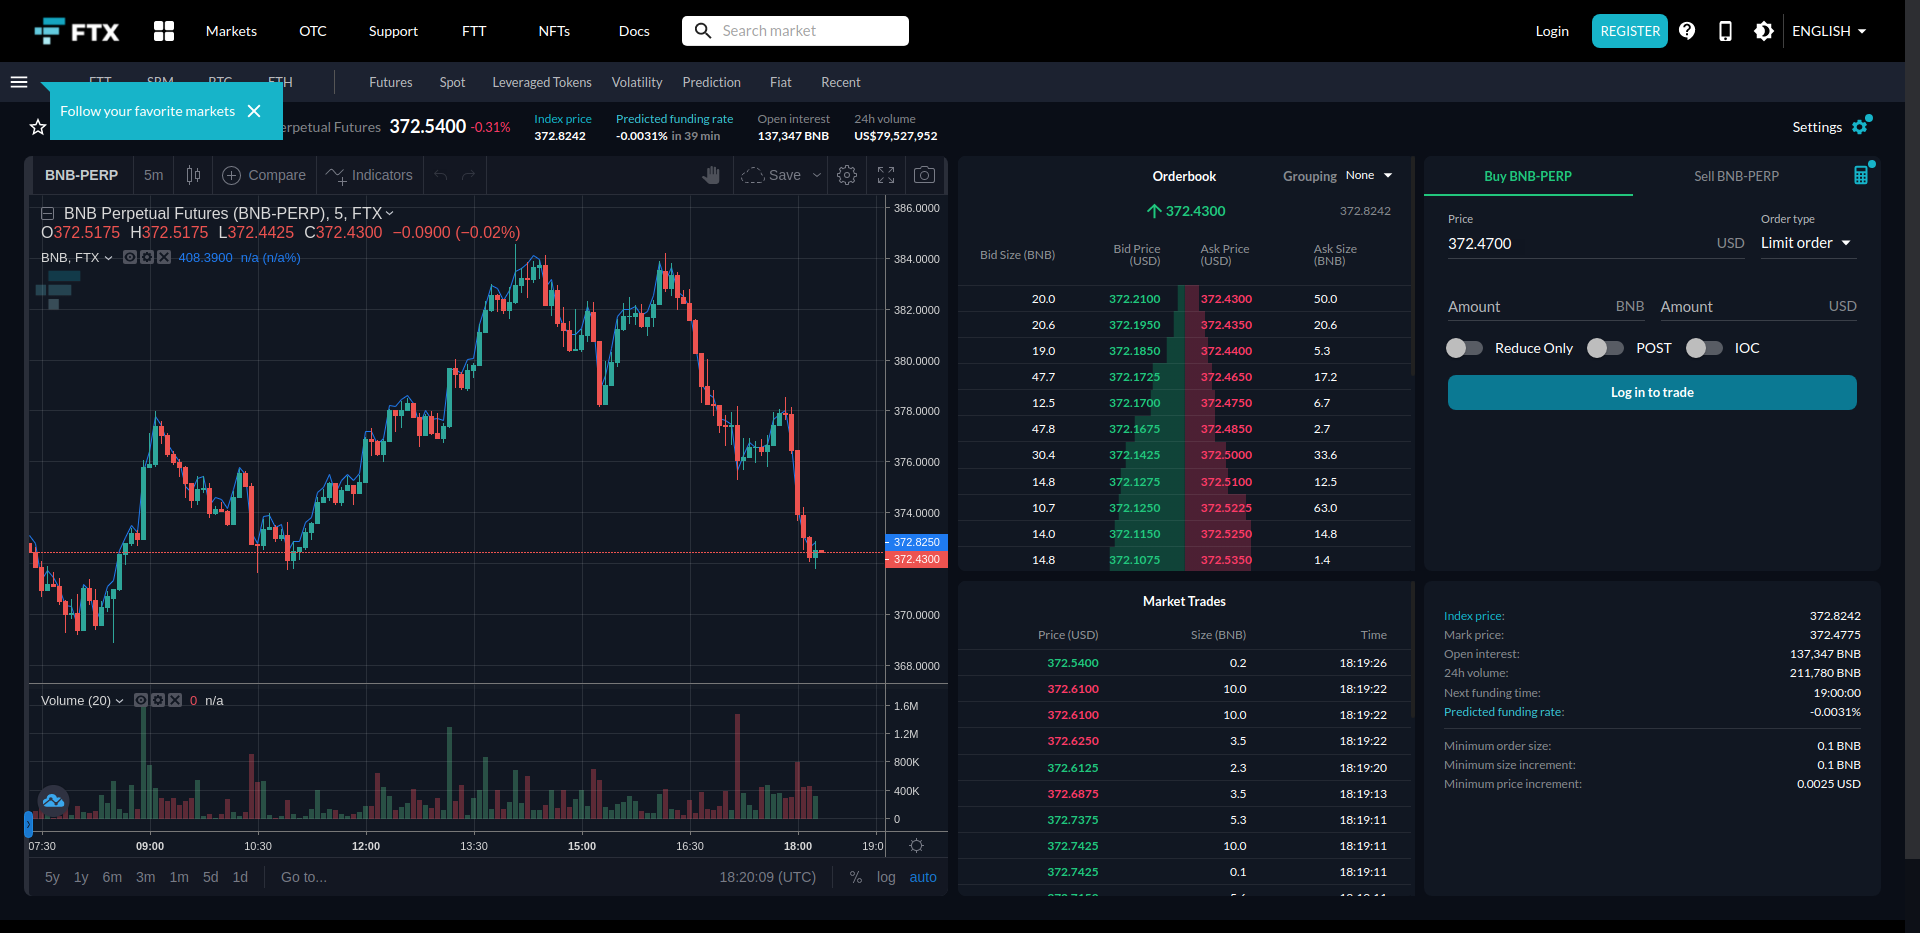 FTX Markets OTC Support FTT NFTs Docs Search market Login REGISTER ENGLISH
FTT SRM BTC ETH Futures Spot Leveraged Tokens Volatility Prediction Fiat Recent
Follow your favorite markets
Perpetual Futures 372.5400 -0.31%
Index price
372.8242
Predicted funding rate
-0.0031% in 39 min
Open interest
137,347 BNB
24h volume
US$79,527,952
Settings
BNB-PERP 5m Compare Indicators Save
BNB Perpetual Futures (BNB-PERP), 5, FTX
O372.5175 H372.5175 L372.4425 C372.4300 −0.0900 (−0.02%)
BNB, FTX 408.3900 n/a (n/a%)
386.0000
384.0000
382.0000
380.0000
378.0000
376.0000
374.0000
372.8250
372.4300
370.0000
368.0000
Volume (20) 0 n/a
1.6M
1.2M
800K
400K
0
07:30 09:00 10:30 12:00 13:30 15:00 16:30 18:00 19:0
5y 1y 6m 3m 1m 5d 1d Go to... 18:20:09 (UTC) % log auto
Orderbook Grouping None
372.4300 372.8242
Bid Size (BNB) Bid Price (USD) Ask Price (USD) Ask Size (BNB)
20.0 372.2100 372.4300 50.0
20.6 372.1950 372.4350 20.6
19.0 372.1850 372.4400 5.3
47.7 372.1725 372.4650 17.2
12.5 372.1700 372.4750 6.7
47.8 372.1675 372.4850 2.7
30.4 372.1425 372.5000 33.6
14.8 372.1275 372.5100 12.5
10.7 372.1250 372.5225 63.0
14.0 372.1150 372.5250 14.8
14.8 372.1075 372.5350 1.4
Market Trades
Price (USD) Size (BNB) Time
372.5400 0.2 18:19:26
372.6100 10.0 18:19:22
372.6100 10.0 18:19:22
372.6250 3.5 18:19:22
372.6125 2.3 18:19:20
372.6875 3.5 18:19:13
372.7375 5.3 18:19:11
372.7425 10.0 18:19:11
372.7425 0.1 18:19:11
Buy BNB-PERP Sell BNB-PERP
Price Order type
372.4700 USD Limit order
Amount BNB Amount USD
Reduce Only POST IOC
Log in to trade
Index price: 372.8242
Mark price: 372.4775
Open interest: 137,347 BNB
24h volume: 211,780 BNB
Next funding time: 19:00:00
Predicted funding rate: -0.0031%
Minimum order size: 0.1 BNB
Minimum size increment: 0.1 BNB
Minimum price increment: 0.0025 USD